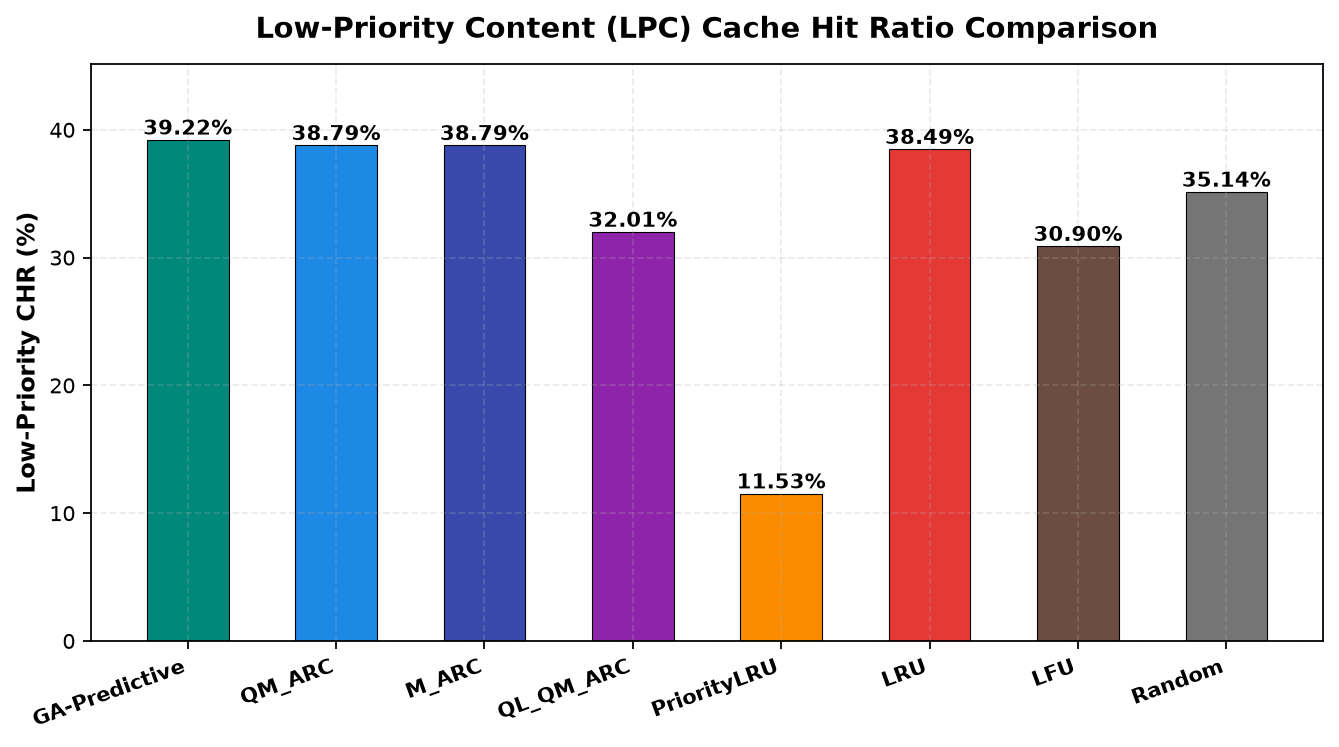 Low-Priority Content (LPC) Cache Hit Ratio Comparison
Low-Priority CHR (%)
40
30
20
10
0
39.22%
38.79%
38.79%
32.01%
11.53%
38.49%
30.90%
35.14%
GA-Predictive
QM_ARC
M_ARC
QL_QM_ARC
PriorityLRU
LRU
LFU
Random